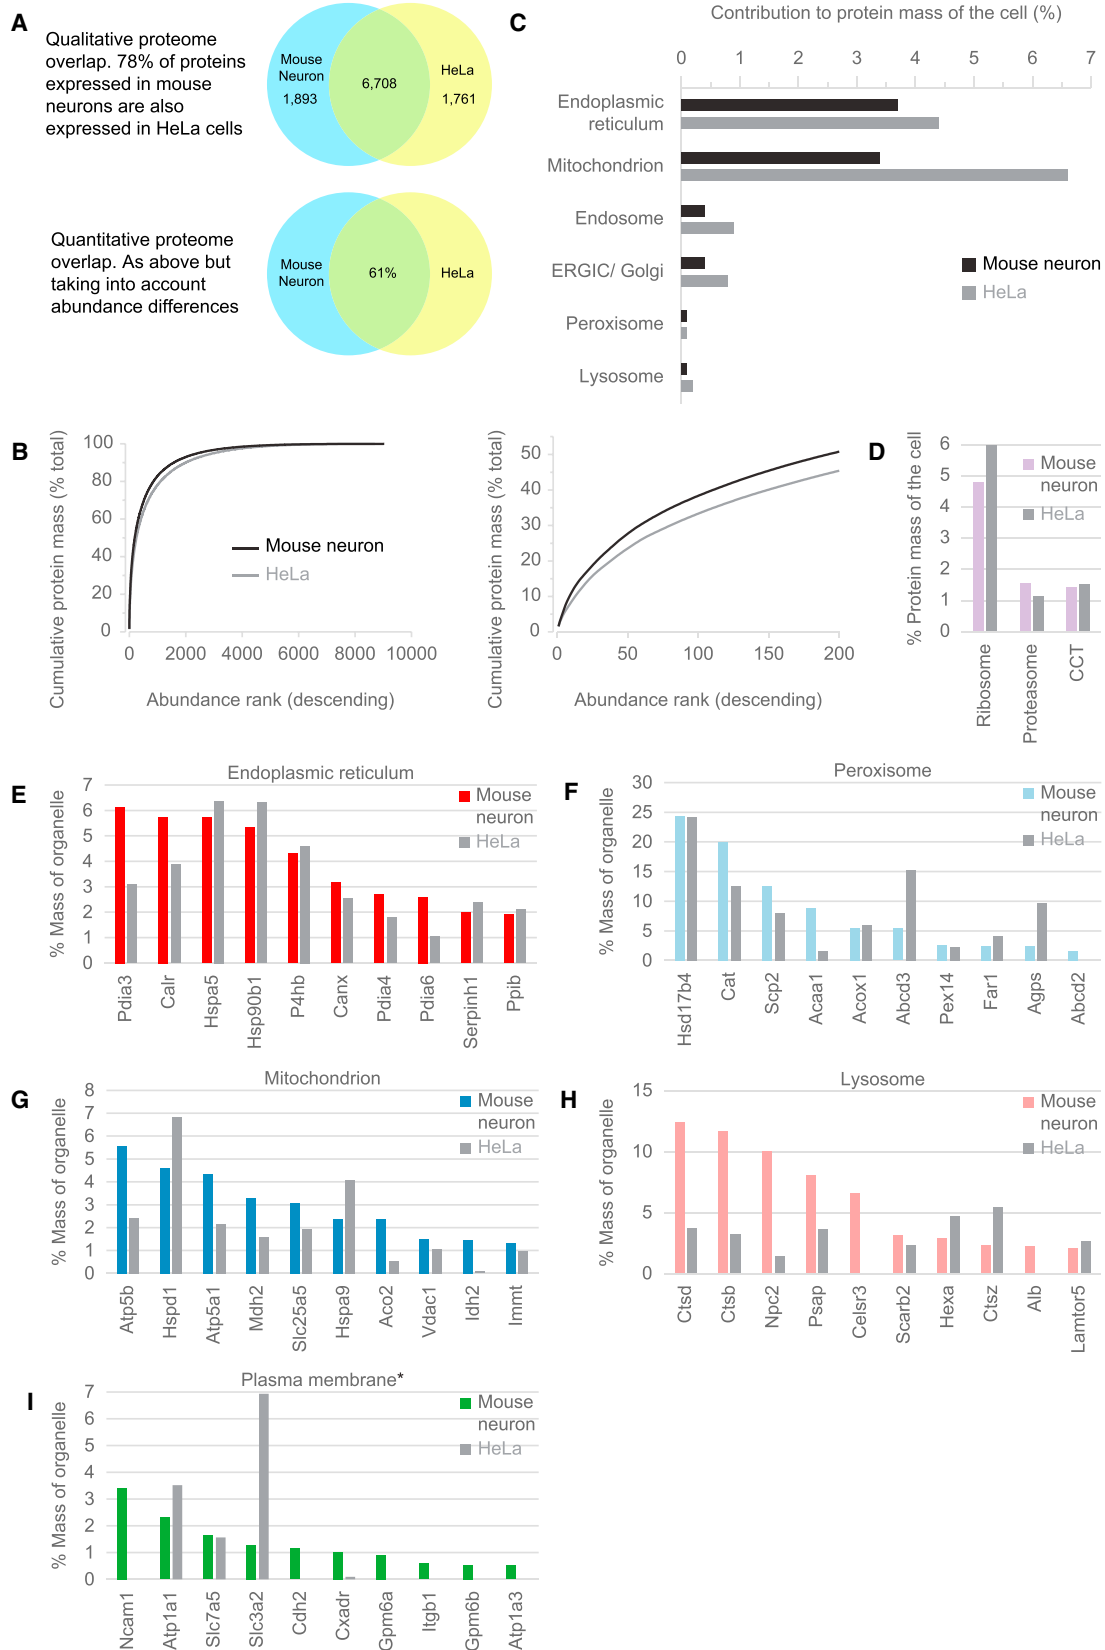 A
Qualitative proteome
overlap. 78% of proteins
expressed in mouse
neurons are also
expressed in HeLa cells
Mouse
Neuron
1,893
6,708
HeLa
1,761
Quantitative proteome
overlap. As above but
taking into account
abundance differences
Mouse
Neuron
61%
HeLa
C
Contribution to protein mass of the cell (%)
0 1 2 3 4 5 6 7
Endoplasmic
reticulum
Mitochondrion
Endosome
ERGIC/ Golgi
Peroxisome
Lysosome
Mouse neuron
HeLa
B
Cumulative protein mass (% total)
100
80
60
40
20
0
0 2000 4000 6000 8000 10000
Abundance rank (descending)
Mouse neuron
HeLa
Cumulative protein mass (% total)
50
40
30
20
10
0
0 50 100 150 200
Abundance rank (descending)
D
% Protein mass of the cell
6
5
4
3
2
1
0
Mouse
neuron
HeLa
Ribosome
Proteasome
CCT
E
Endoplasmic reticulum
% Mass of organelle
7
6
5
4
3
2
1
0
Mouse
neuron
HeLa
Pdia3
Calr
Hspa5
Hsp90b1
P4hb
Canx
Pdia4
Pdia6
Serpinh1
Ppib
F
Peroxisome
% Mass of organelle
30
25
20
15
10
5
0
Mouse
neuron
HeLa
Hsd17b4
Cat
Scp2
Acaa1
Acox1
Abcd3
Pex14
Far1
Agps
Abcd2
G
Mitochondrion
% Mass of organelle
8
7
6
5
4
3
2
1
0
Mouse
neuron
HeLa
Atp5b
Hspd1
Atp5a1
Mdh2
Slc25a5
Hspa9
Aco2
Vdac1
Idh2
Immt
H
Lysosome
% Mass of organelle
15
10
5
0
Mouse
neuron
HeLa
Ctsd
Ctsb
Npc2
Psap
Celsr3
Scarb2
Hexa
Ctsz
Alb
Lamtor5
I
Plasma membrane*
% Mass of organelle
7
6
5
4
3
2
1
0
Mouse
neuron
HeLa
Ncam1
Atp1a1
Slc7a5
Slc3a2
Cdh2
Cxadr
Gpm6a
Itgb1
Gpm6b
Atp1a3